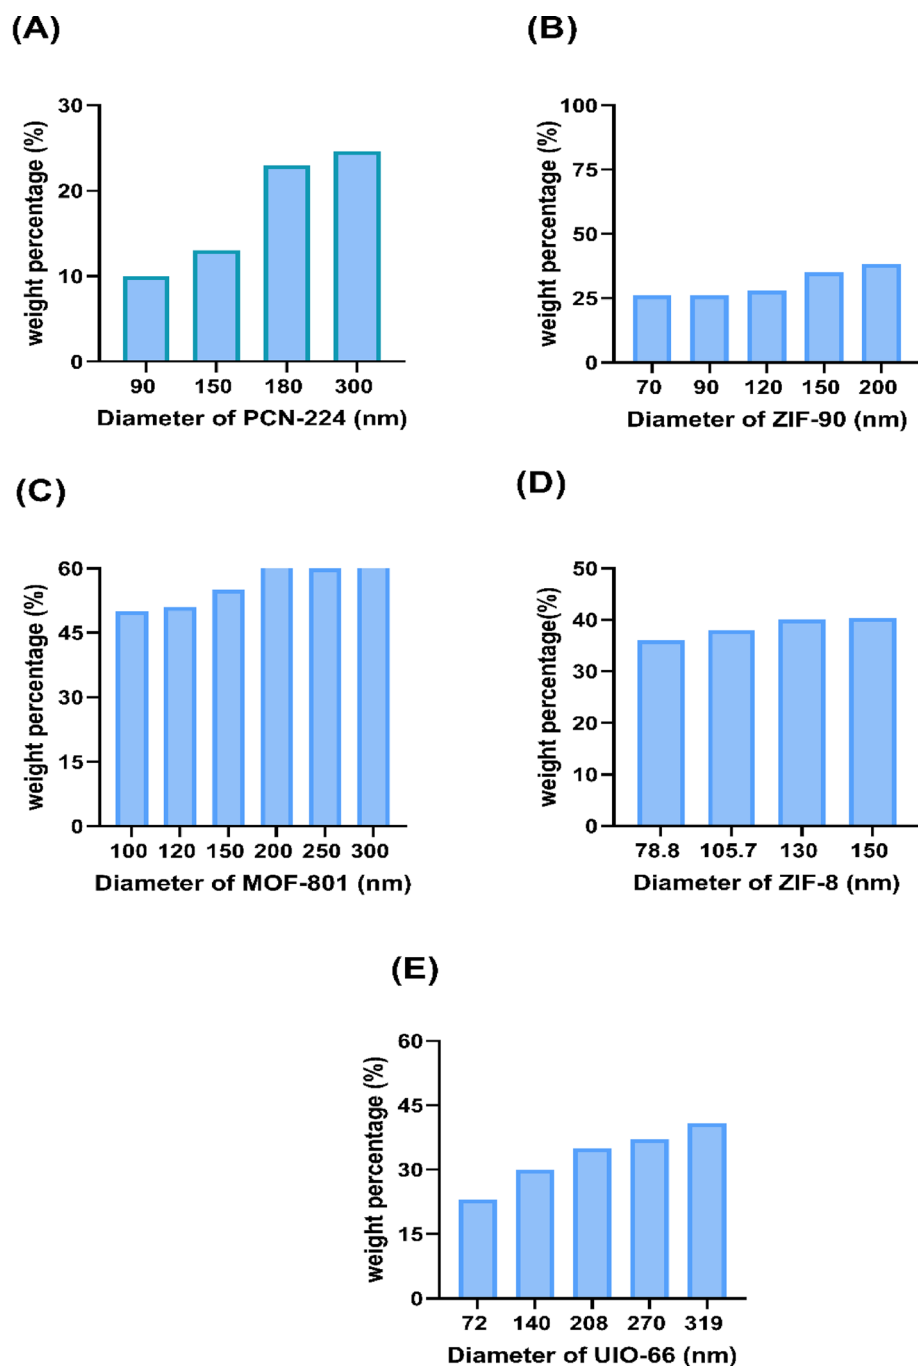 (A)
weight percentage (%)
30
20
10
0
90 150 180 300
Diameter of PCN-224 (nm)
(B)
weight percentage (%)
100
75
50
25
0
70 90 120 150 200
Diameter of ZIF-90 (nm)
(C)
weight percentage (%)
60
45
30
15
0
100 120 150 200 250 300
Diameter of MOF-801 (nm)
(D)
weight percentage(%)
50
40
30
20
10
0
78.8 105.7 130 150
Diameter of ZIF-8 (nm)
(E)
weight percentage (%)
60
45
30
15
0
72 140 208 270 319
Diameter of UIO-66 (nm)